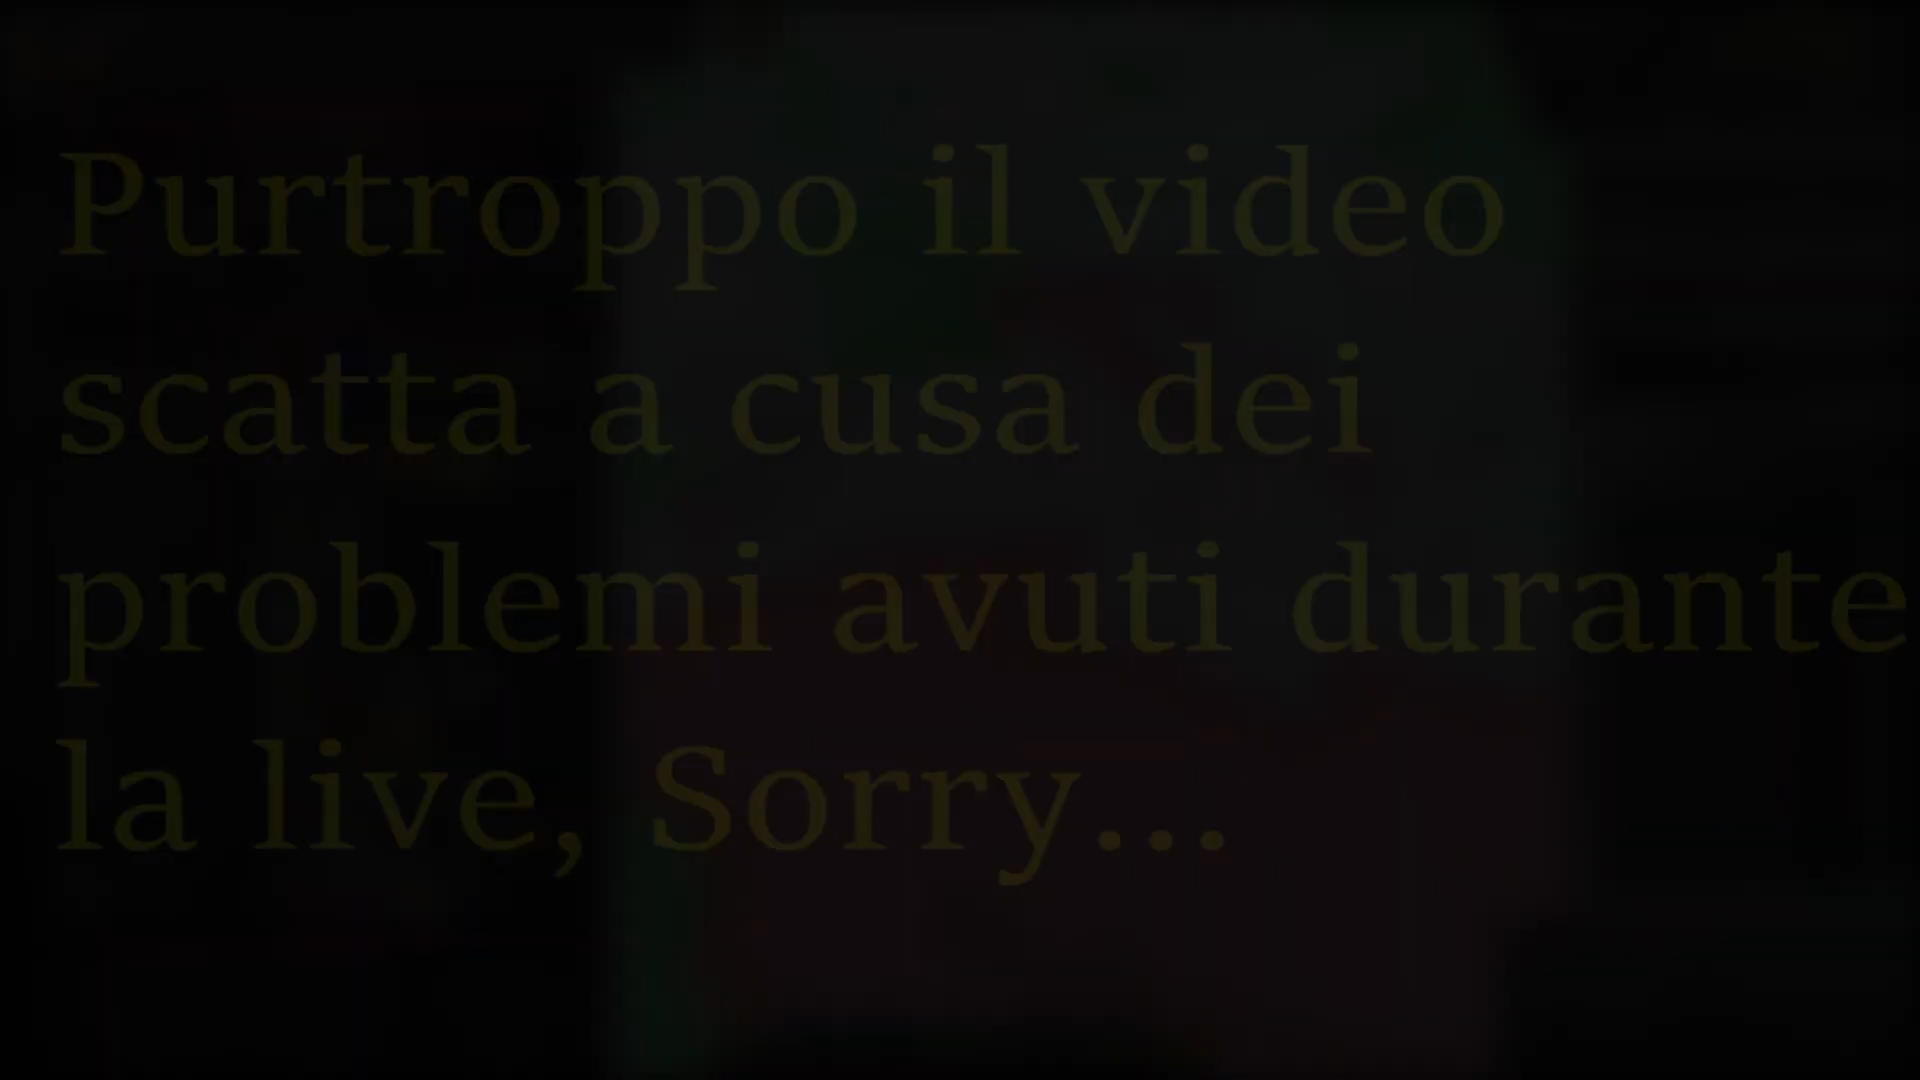 Purtroppo il video
scatta a cusa dei
problemi avuti durante
la live, Sorry...